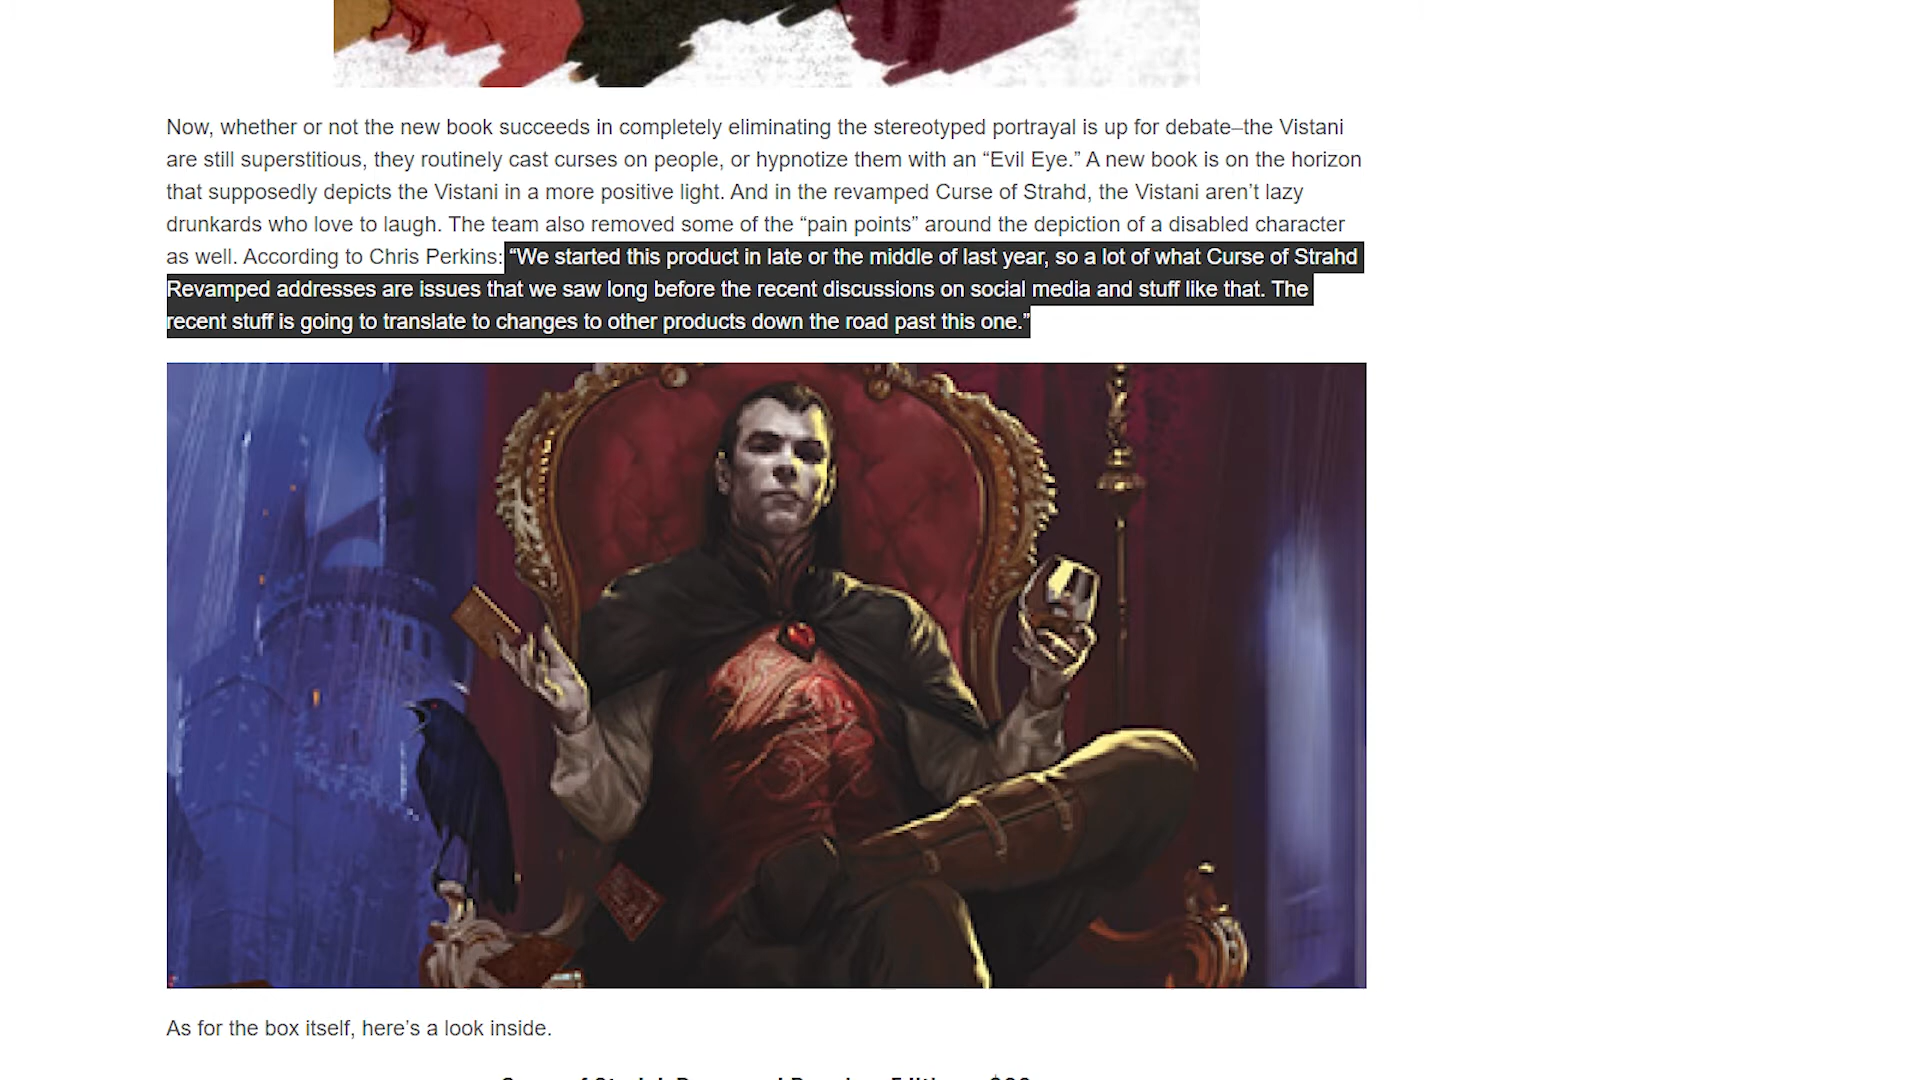 Now, whether or not the new book succeeds in completely eliminating the stereotyped portrayal is up for debate–the Vistani
are still superstitious, they routinely cast curses on people, or hypnotize them with an “Evil Eye.” A new book is on the horizon
that supposedly depicts the Vistani in a more positive light. And in the revamped Curse of Strahd, the Vistani aren’t lazy
drunkards who love to laugh. The team also removed some of the “pain points” around the depiction of a disabled character
as well. According to Chris Perkins: “We started this product in late or the middle of last year, so a lot of what Curse of Strahd
Revamped addresses are issues that we saw long before the recent discussions on social media and stuff like that. The
recent stuff is going to translate to changes to other products down the road past this one.”
As for the box itself, here’s a look inside.